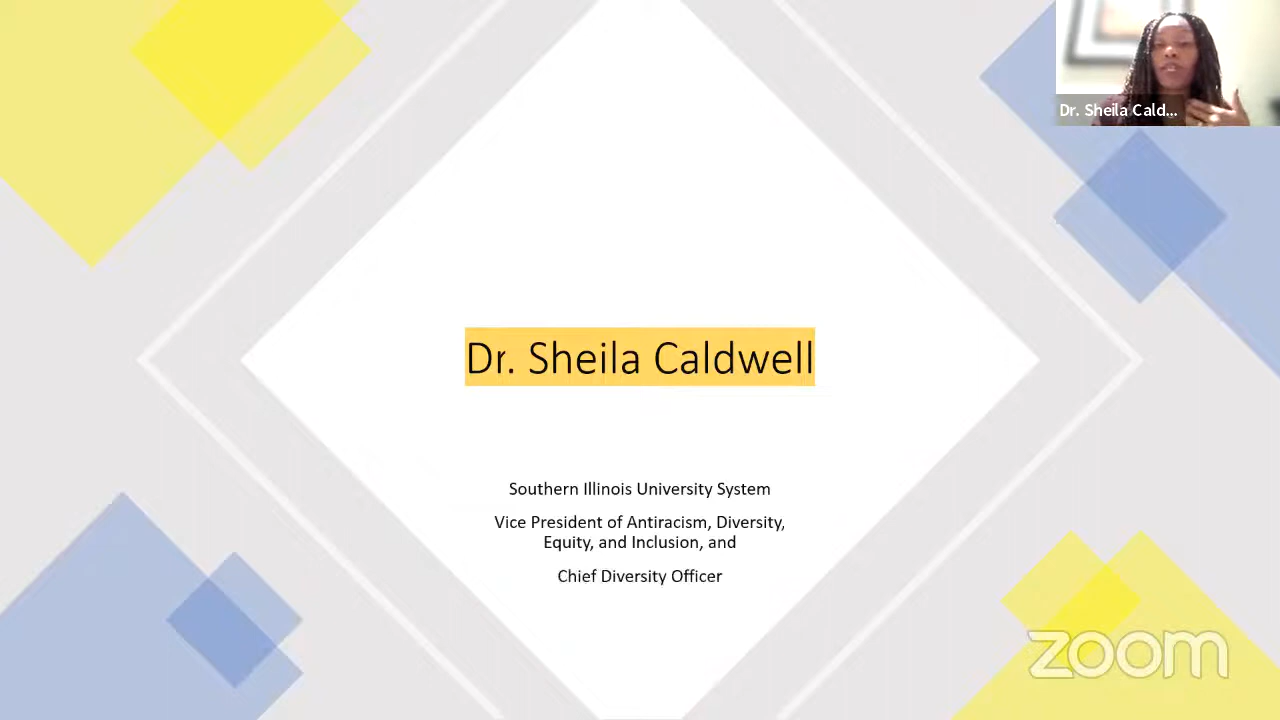 Dr. Sheila Cald...
Dr. Sheila Caldwell
Southern Illinois University System
Vice President of Antiracism, Diversity,
Equity, and Inclusion, and
Chief Diversity Officer
zoom